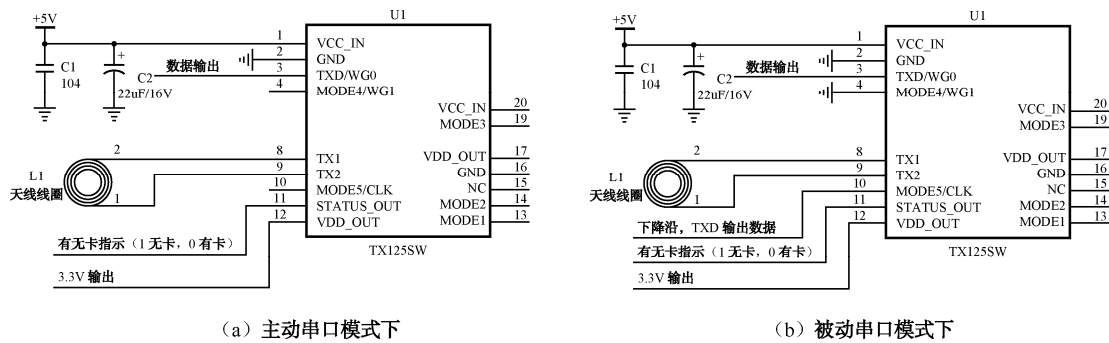 U1
+5V
C1
104
+
C2
22uF/16V
数据输出
1
2
3
4
VCC_IN
GND
TXD/WG0
MODE4/WG1
VCC_IN
MODE3
20
19
L1
天线线圈
2
1
8
9
10
11
12
TX1
TX2
MODE5/CLK
STATUS_OUT
VDD_OUT
VDD_OUT
GND
NC
MODE2
MODE1
17
16
15
14
13
TX125SW
有无卡指示（1 无卡，0 有卡）
3.3V 输出
（a）主动串口模式下
U1
+5V
C1
104
+
C2
22uF/16V
数据输出
1
2
3
4
VCC_IN
GND
TXD/WG0
MODE4/WG1
VCC_IN
MODE3
20
19
L1
天线线圈
2
1
8
9
10
11
12
TX1
TX2
MODE5/CLK
STATUS_OUT
VDD_OUT
VDD_OUT
GND
NC
MODE2
MODE1
17
16
15
14
13
TX125SW
下降沿，TXD 输出数据
有无卡指示（1 无卡，0 有卡）
3.3V 输出
（b）被动串口模式下